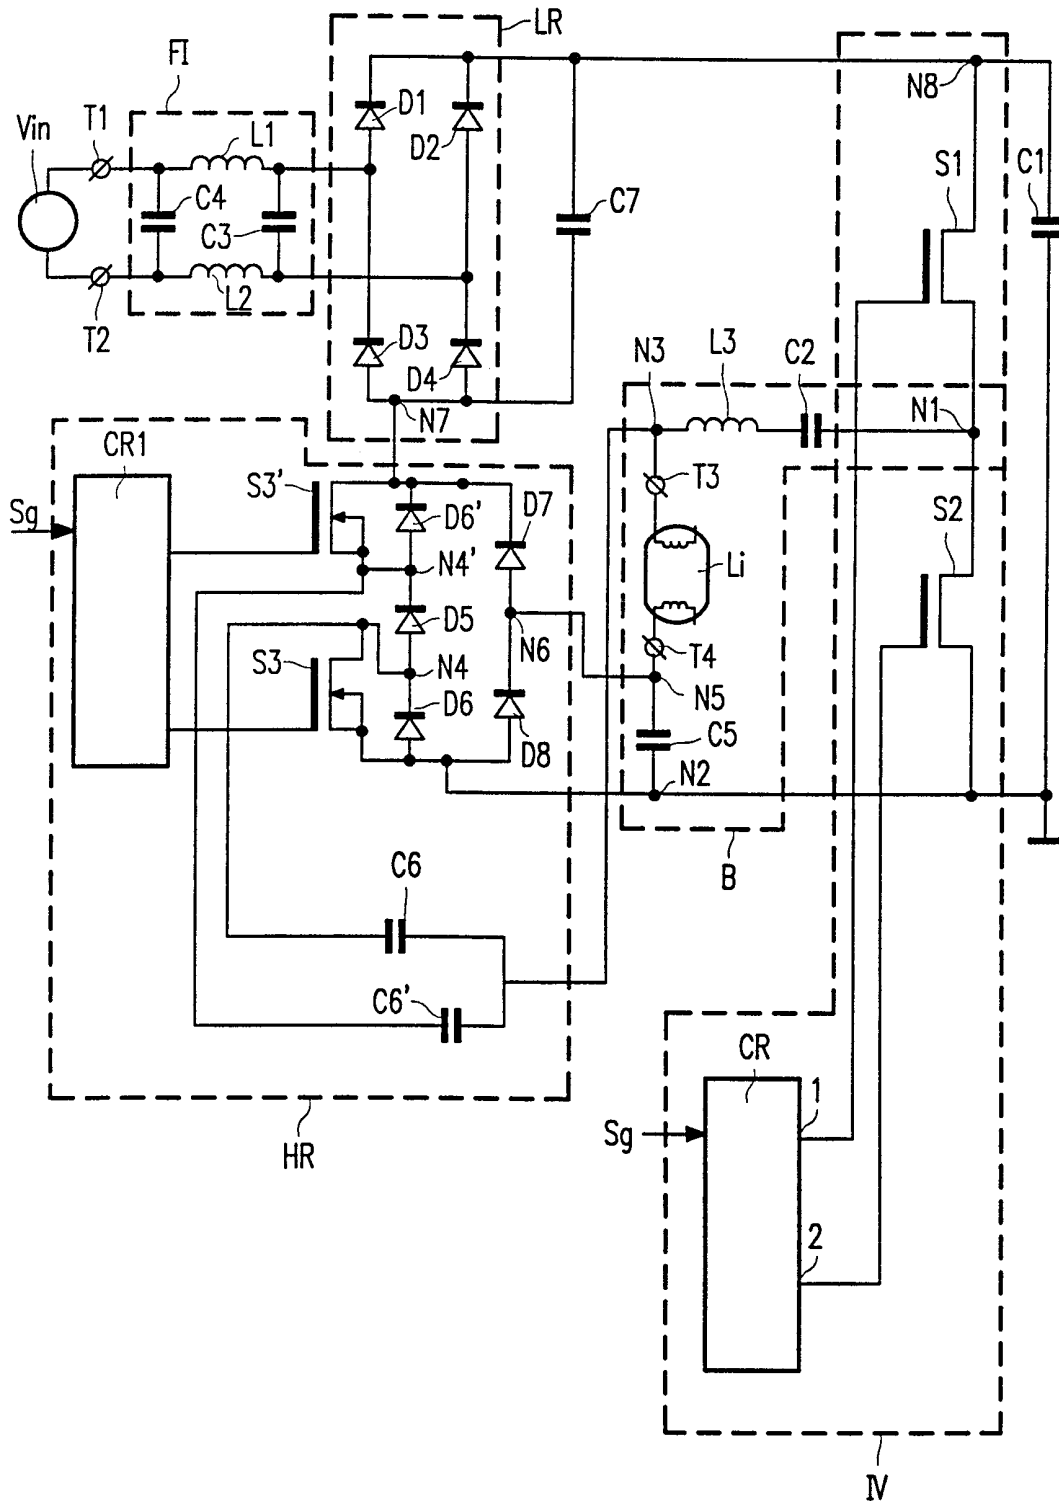 LR
FI
N8
Vin
T1
L1
D1
D2
C4
C3
C7
S1
C1
L2
T2
D3
D4
N3
L3
C2
N7
N1
CR1
S3'
T3
Sg
D6'
D7
S2
N4'
Li
D5
N6
T4
S3
N4
N5
D6
D8
C5
N2
B
C6
C6'
CR
1
Sg
HR
2
IV